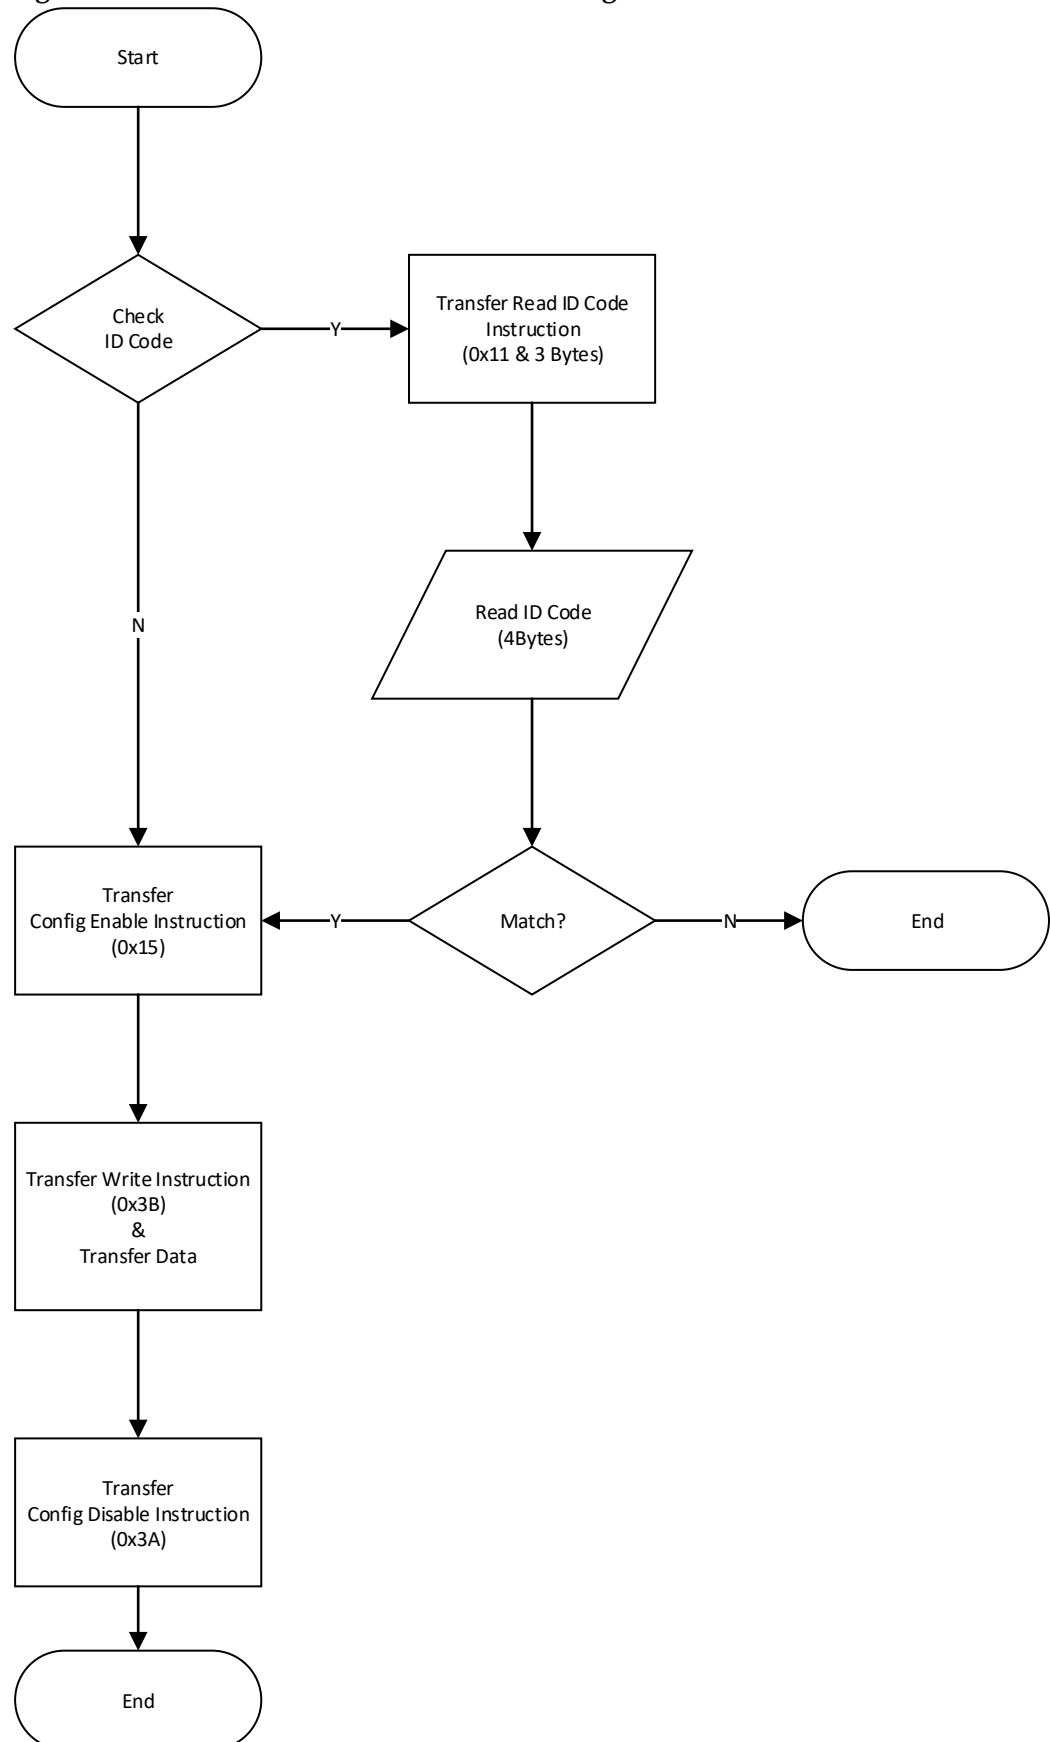 Start
Check
ID Code
Y
Transfer Read ID Code
Instruction
(0x11 & 3 Bytes)
Read ID Code
(4Bytes)
N
Transfer
Config Enable Instruction
(0x15)
Y
Match?
N
End
Transfer Write Instruction
(0x3B)
&
Transfer Data
Transfer
Config Disable Instruction
(0x3A)
End